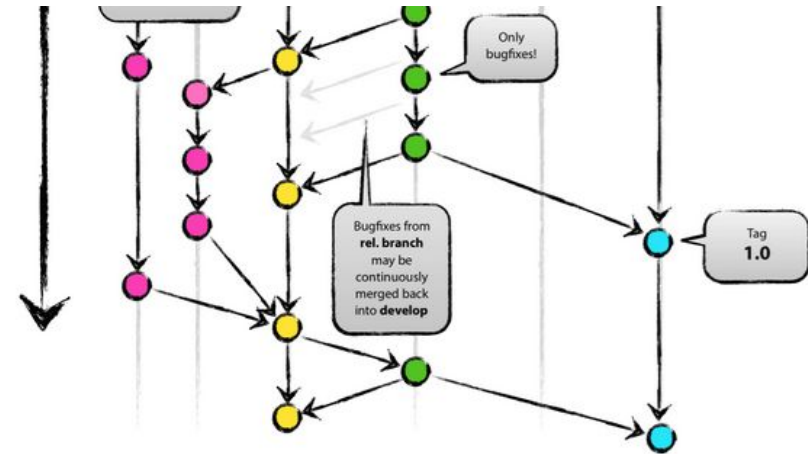 Only
bugfixes!
Bugfixes from
rel. branch
may be
continuously
merged back
into develop
Tag
1.0